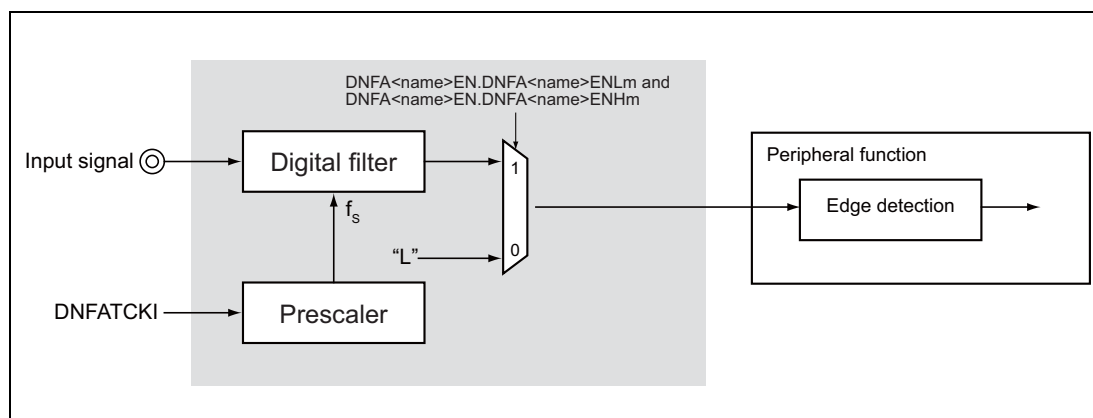 DNFA<name>EN.DNFA<name>ENLm and
DNFA<name>EN.DNFA<name>ENHm
Input signal
Digital filter
1
Peripheral function
Edge detection
fS
“L”
0
DNFATCKI
Prescaler